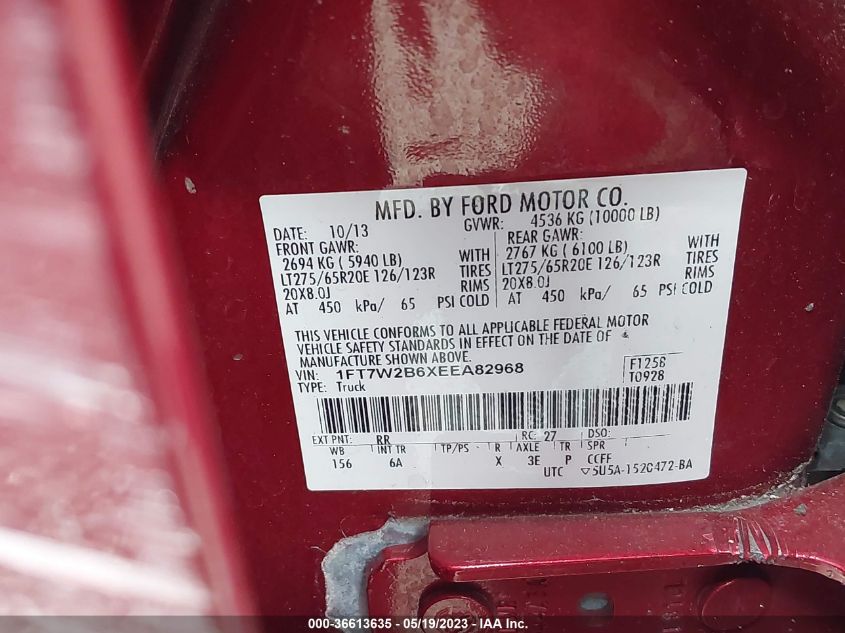 MFD. BY FORD MOTOR CO.
DATE: 10/13 GVWR: 4536 KG (10000 LB)
FRONT GAWR: REAR GAWR:
2694 KG ( 5940 LB) WITH 2767 KG ( 6100 LB) WITH
LT275/65R20E 126/123R TIRES LT275/65R20E 126/123R TIRES
20X8.0J RIMS 20X8.0J RIMS
AT 450 kPa/ 65 PSI COLD AT 450 kPa/ 65 PSI COLD
THIS VEHICLE CONFORMS TO ALL APPLICABLE FEDERAL MOTOR
VEHICLE SAFETY STANDARDS IN EFFECT ON THE DATE OF
MANUFACTURE SHOWN ABOVE.
VIN: 1FT7W2B6XEEA82968 F1258
TYPE: Truck T0928
EXT PNT: RR RC: 27 DSO:
WB INT TR TP/PS R AXLE TR SPR
156 6A X 3E P CCFF
UTC ▽5U5A-1520472-BA
000-36613635 - 05/19/2023 - IAA Inc.